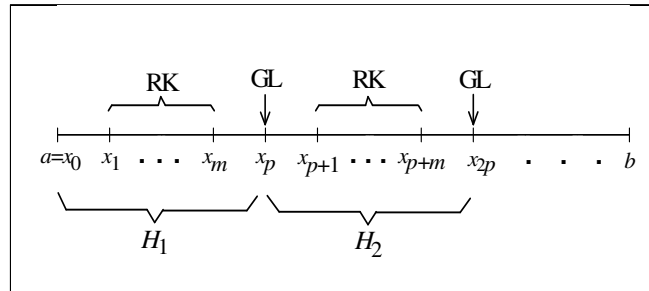 RK GL RK GL
a=x₀ x₁ . . . xₘ xₚ xₚ₊₁ . . . xₚ₊ₘ x₂ₚ . . . b
H₁ H₂